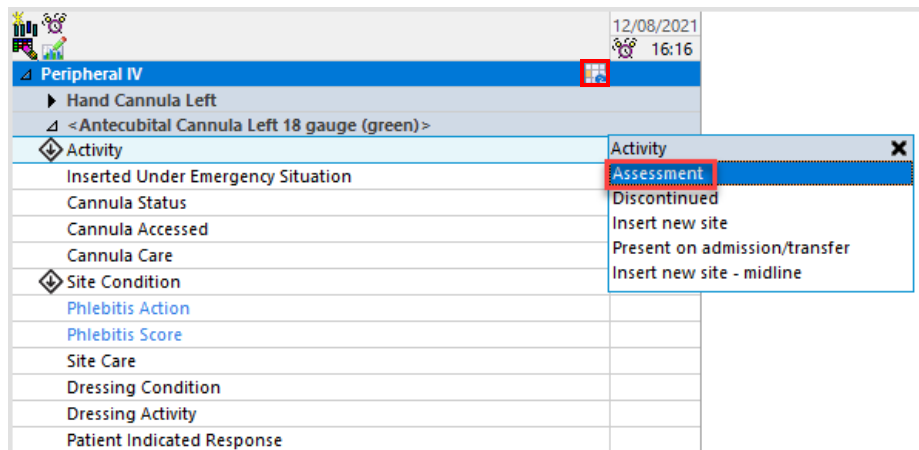 12/08/2021
16:16
Peripheral IV
Hand Cannula Left
<Antecubital Cannula Left 18 gauge (green)>
Activity
Inserted Under Emergency Situation
Cannula Status
Cannula Accessed
Cannula Care
Site Condition
Phlebitis Action
Phlebitis Score
Site Care
Dressing Condition
Dressing Activity
Patient Indicated Response
Activity
Assessment
Discontinued
Insert new site
Present on admission/transfer
Insert new site - midline